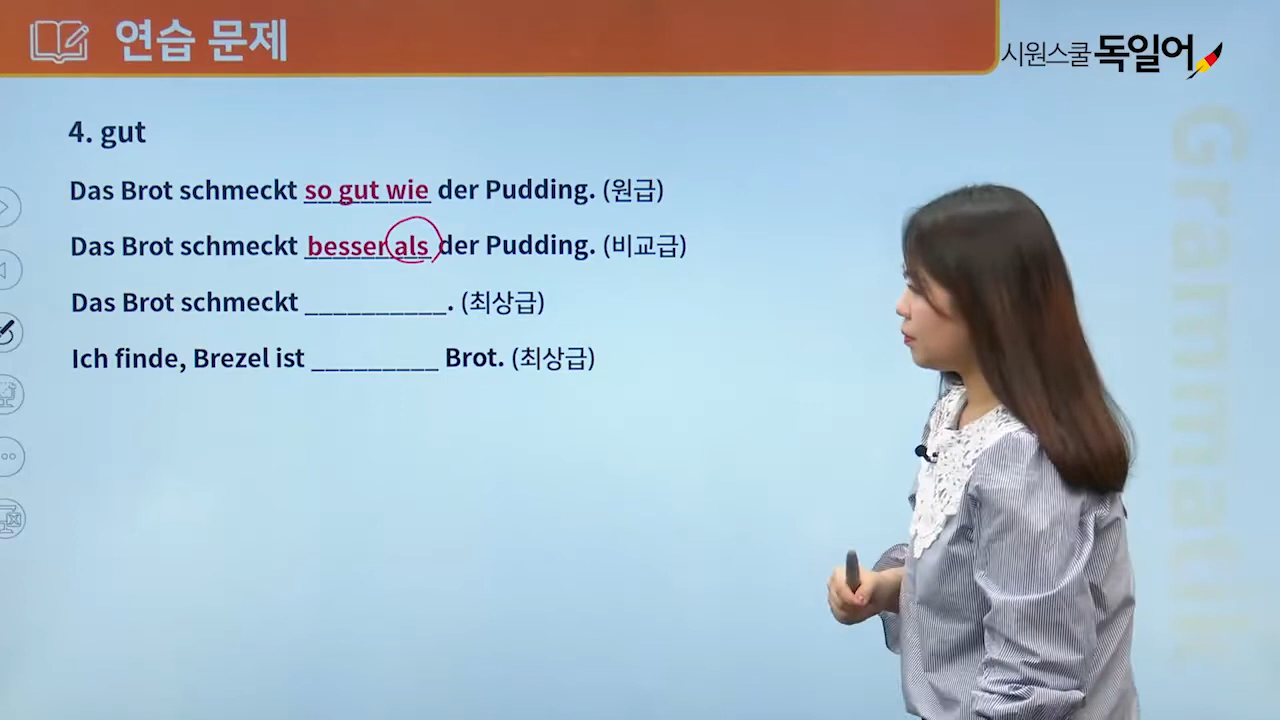 연습 문제
시원스쿨 독일어
4. gut
Das Brot schmeckt so gut wie der Pudding. (원급)
Das Brot schmeckt besser als der Pudding. (비교급)
Das Brot schmeckt __________. (최상급)
Ich finde, Brezel ist _________ Brot. (최상급)
Grammatik